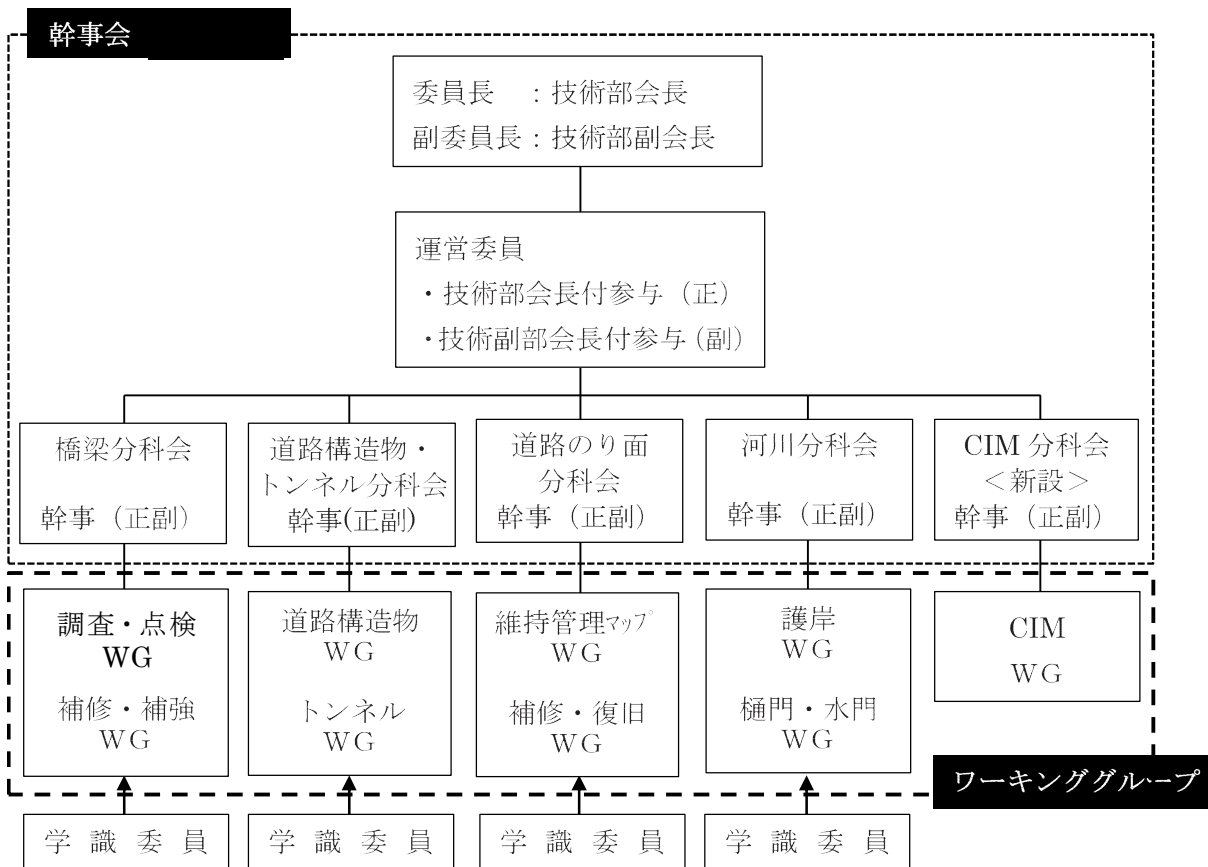 幹事会
委員長　：技術部会長
副委員長：技術部副会長
運営委員
・技術部会長付参与（正）
・技術副部会長付参与（副）
橋梁分科会
幹事（正副）
道路構造物・
トンネル分科会
幹事(正副)
道路のり面
分科会
幹事（正副）
河川分科会
幹事（正副）
CIM 分科会
＜新設＞
幹事（正副）
調査・点検
WG
補修・補強
WG
道路構造物
WG
トンネル
WG
維持管理マップ
WG
補修・復旧
WG
護岸
WG
樋門・水門
WG
CIM
WG
ワーキンググループ
学識委員
学識委員
学識委員
学識委員